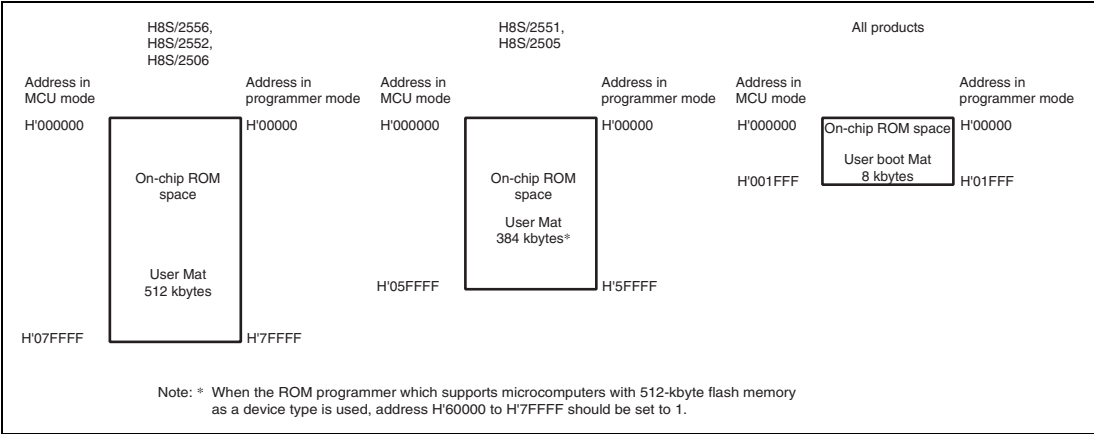 H8S/2556,
H8S/2552,
H8S/2506
Address in
MCU mode
Address in
programmer mode
H'000000
H'00000
On-chip ROM
space
User Mat
512 kbytes
H'07FFFF
H'7FFFF
H8S/2551,
H8S/2505
Address in
MCU mode
Address in
programmer mode
H'000000
H'00000
On-chip ROM
space
User Mat
384 kbytes*
H'05FFFF
H'5FFFF
All products
Address in
MCU mode
Address in
programmer mode
H'000000
H'00000
On-chip ROM space
User boot Mat
8 kbytes
H'001FFF
H'01FFF
Note: * When the ROM programmer which supports microcomputers with 512-kbyte flash memory
as a device type is used, address H'60000 to H'7FFFF should be set to 1.